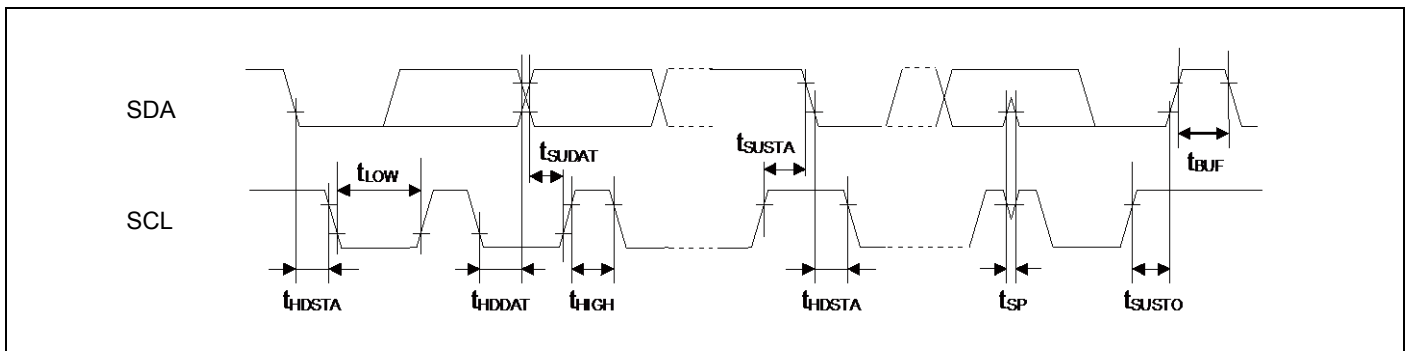 SDA
tSUDAT
tSUSTA
tBUF
tLOW
SCL
tHDSTA
tHDDAT
tHIGH
tHDSTA
tSP
tSUSTO